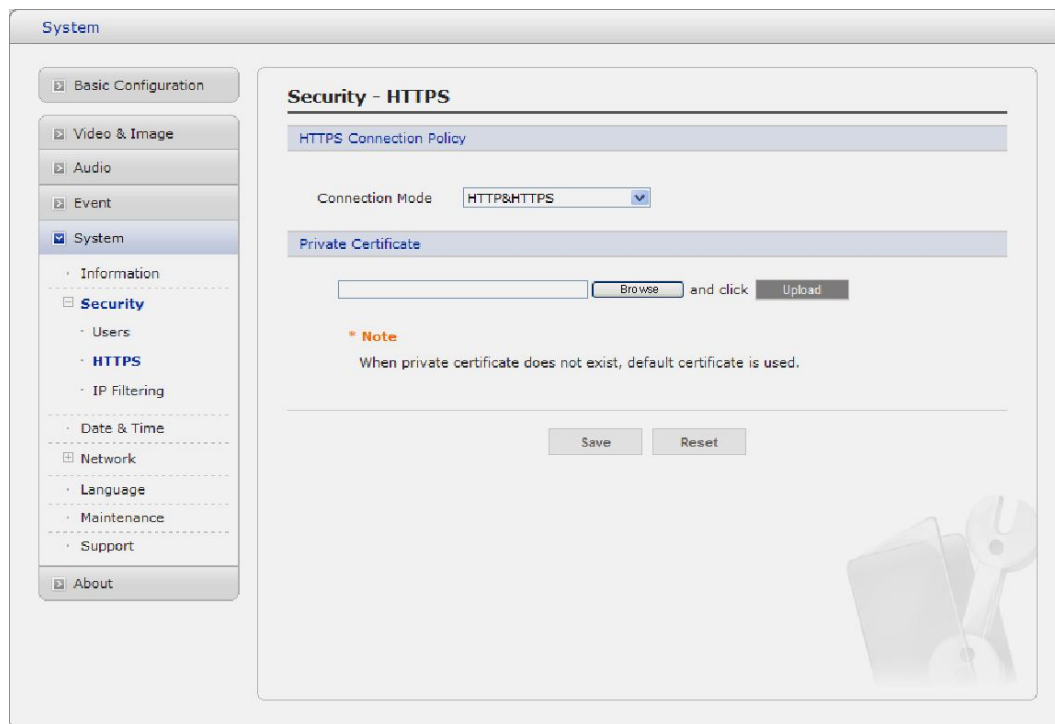 System
Basic Configuration
Video & Image
Audio
Event
System
Information
Security
Users
HTTPS
IP Filtering
Date & Time
Network
Language
Maintenance
Support
About
Security - HTTPS
HTTPS Connection Policy
Connection Mode HTTP&HTTPS
Private Certificate
Browse and click Upload
* Note
When private certificate does not exist, default certificate is used.
Save Reset